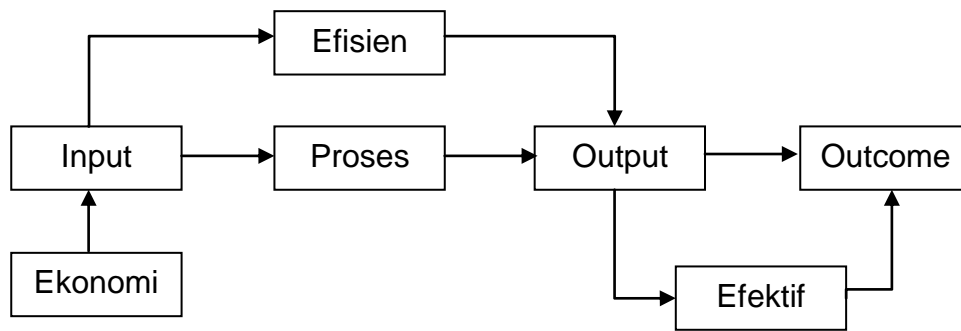 Efisien
Input
Proses
Output
Outcome
Ekonomi
Efektif